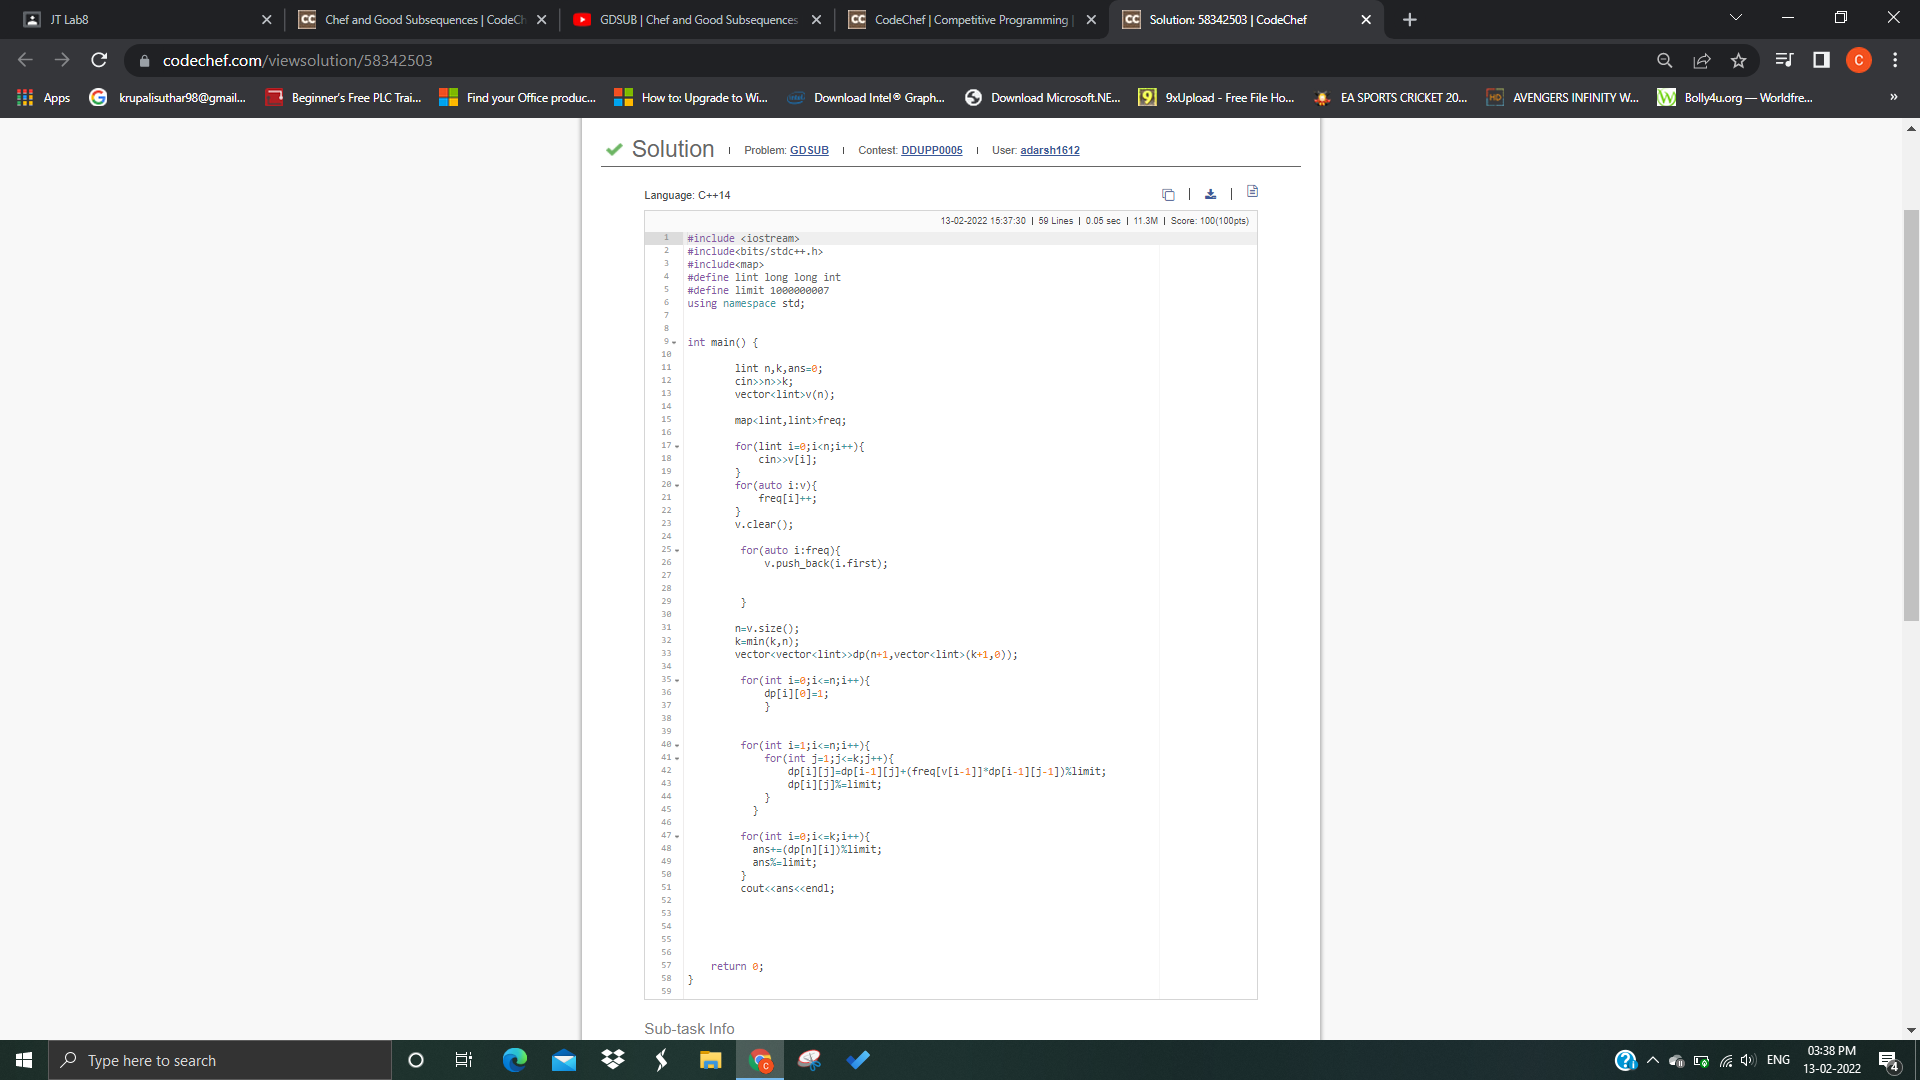 JT Lab8
Chef and Good Subsequences | CodeCh
GDSUB | Chef and Good Subsequences
CodeChef | Competitive Programming |
Solution: 58342503 | CodeChef
codechef.com/viewsolution/58342503
C
Apps
krupalisuthar98@gmail...
Beginner's Free PLC Trai...
Find your Office produc...
How to: Upgrade to Wi...
Download Intel® Graph...
Download Microsoft.NE...
9xUpload - Free File Ho...
EA SPORTS CRICKET 20...
AVENGERS INFINITY W...
Bolly4u.org — Worldfre...
»
Solution | Problem: GDSUB | Contest: DDUPP0005 | User: adarsh1612
Language: C++14
13-02-2022 15:37:30 | 59 Lines | 0.05 sec | 11.3M | Score: 100(100pts)
1 #include <iostream>
2 #include<bits/stdc++.h>
3 #include<map>
4 #define lint long long int
5 #define limit 1000000007
6 using namespace std;
7
8
9 int main() {
10
11 lint n,k,ans=0;
12 cin>>n>>k;
13 vector<lint>v(n);
14
15 map<lint,lint>freq;
16
17 for(lint i=0;i<n;i++){
18 cin>>v[i];
19 }
20 for(auto i:v){
21 freq[i]++;
22 }
23 v.clear();
24
25 for(auto i:freq){
26 v.push_back(i.first);
27
28
29 }
30
31 n=v.size();
32 k=min(k,n);
33 vector<vector<lint>>dp(n+1,vector<lint>(k+1,0));
34
35 for(int i=0;i<=n;i++){
36 dp[i][0]=1;
37 }
38
39
40 for(int i=1;i<=n;i++){
41 for(int j=1;j<=k;j++){
42 dp[i][j]=dp[i-1][j]+(freq[v[i-1]]*dp[i-1][j-1])%limit;
43 dp[i][j]%=limit;
44 }
45 }
46
47 for(int i=0;i<=k;i++){
48 ans+=(dp[n][i])%limit;
49 ans%=limit;
50 }
51 cout<<ans<<endl;
52
53
54
55
56
57 return 0;
58 }
59
Sub-task Info
Type here to search
ENG
03:38 PM
13-02-2022
4